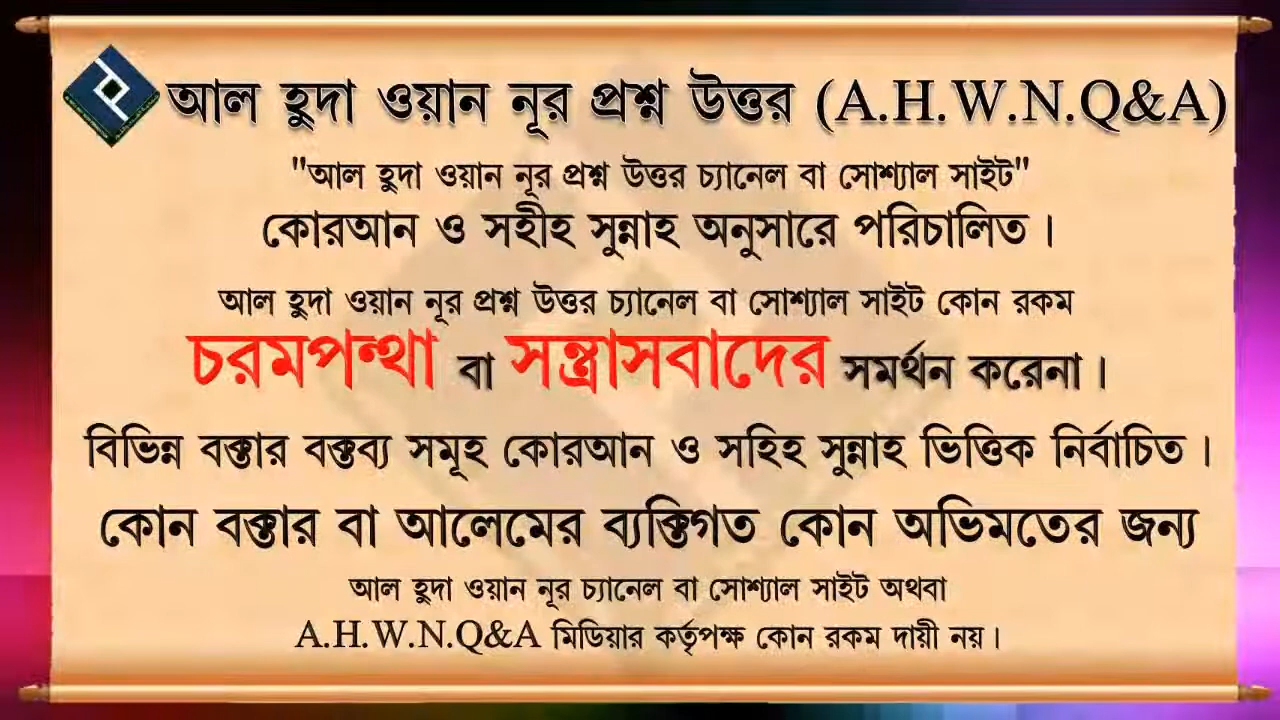 আল হুদা ওয়ান নূর প্রশ্ন উত্তর (A.H.W.N.Q&A)
"আল হুদা ওয়ান নূর প্রশ্ন উত্তর চ্যানেল বা সোশ্যাল সাইট"
কোরআন ও সহীহ সুন্নাহ অনুসারে পরিচালিত।
আল হুদা ওয়ান নূর প্রশ্ন উত্তর চ্যানেল বা সোশ্যাল সাইট কোন রকম
চরমপন্থা বা সন্ত্রাসবাদের সমর্থন করেনা।
বিভিন্ন বক্তার বক্তব্য সমূহ কোরআন ও সহিহ সুন্নাহ ভিত্তিক নির্বাচিত।
কোন বক্তার বা আলেমের ব্যক্তিগত কোন অভিমতের জন্য
আল হুদা ওয়ান নূর চ্যানেল বা সোশ্যাল সাইট অথবা
A.H.W.N.Q&A মিডিয়ার কর্তৃপক্ষ কোন রকম দায়ী নয়।